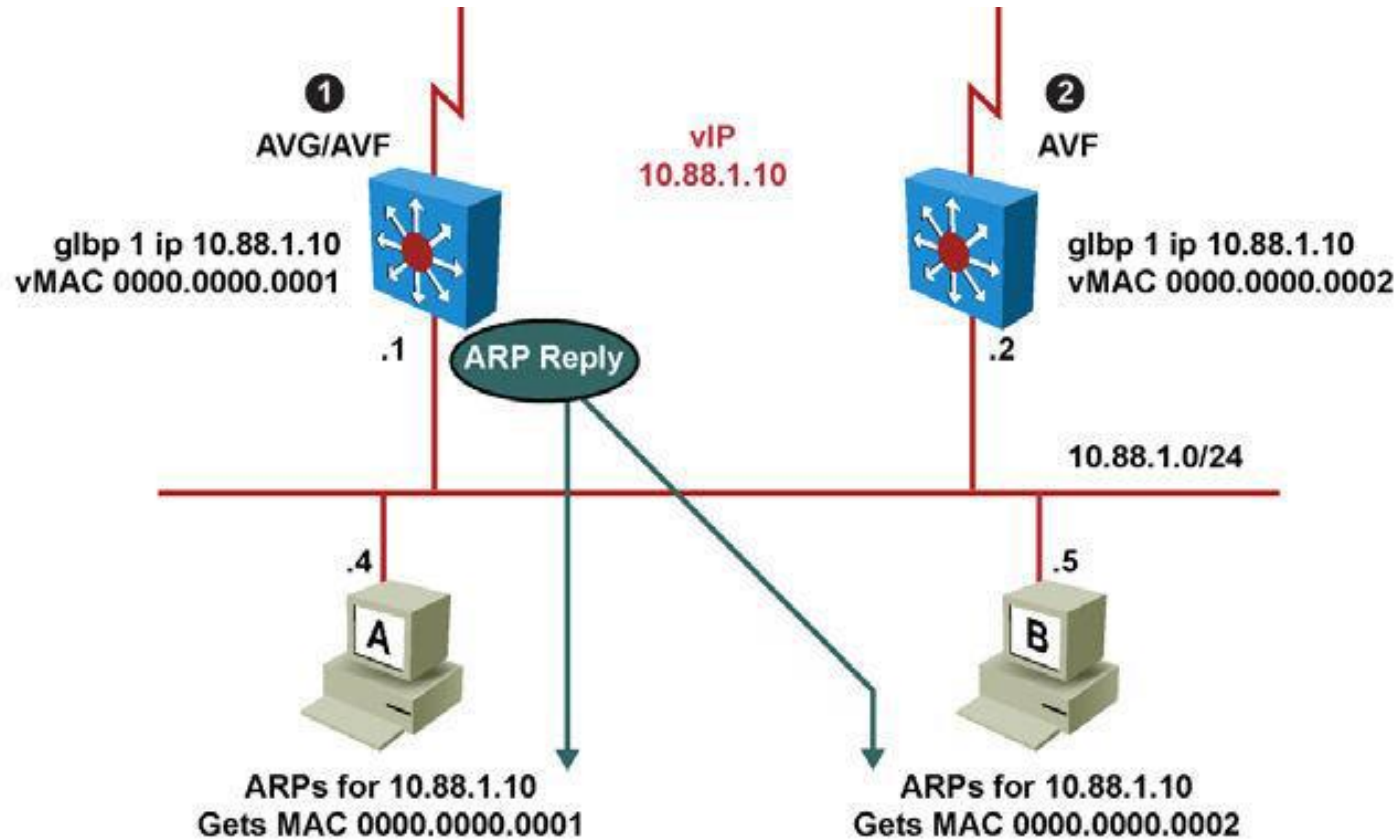 1
AVG/AVF
vIP
10.88.1.10
2
AVF
glbp 1 ip 10.88.1.10
vMAC 0000.0000.0001
glbp 1 ip 10.88.1.10
vMAC 0000.0000.0002
.1
ARP Reply
.2
10.88.1.0/24
.4
.5
A
B
ARPs for 10.88.1.10
Gets MAC 0000.0000.0001
ARPs for 10.88.1.10
Gets MAC 0000.0000.0002